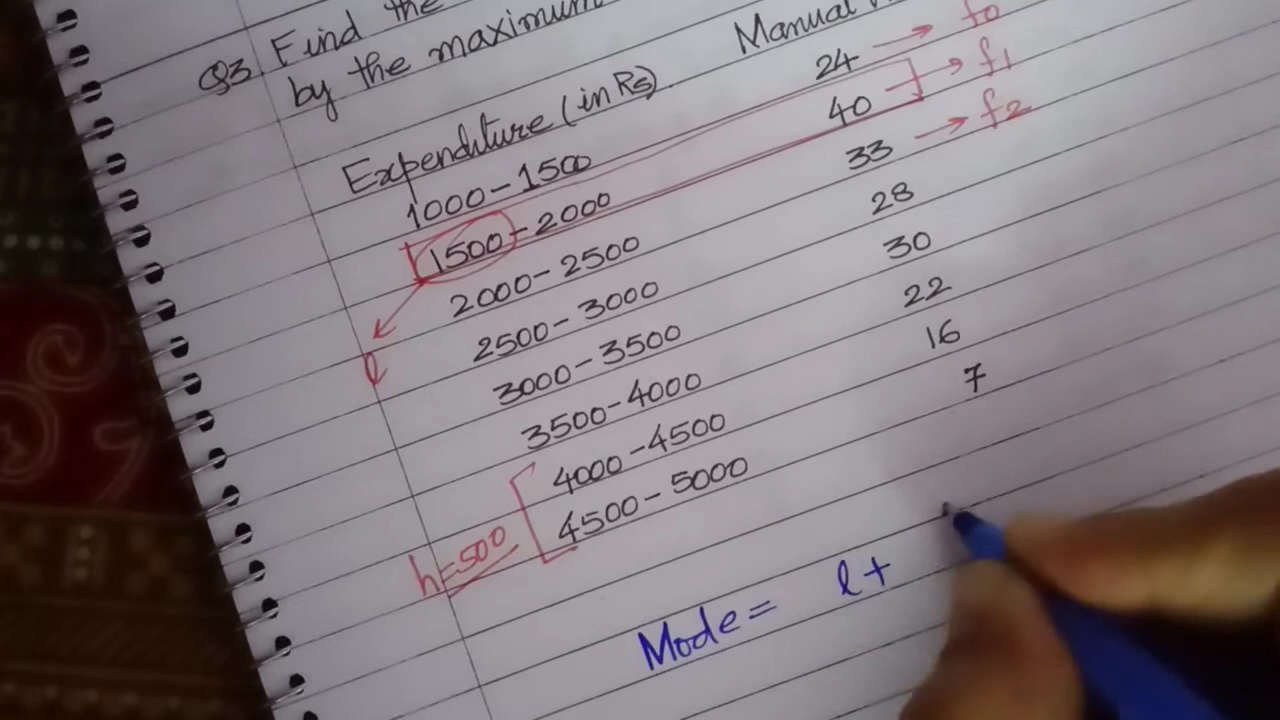 Q3. Find the
by the maximum
Expenditure (in Rs) Manual
1000-1500 24 → f0
1500-2000 40 → f1
2000-2500 33 → f2
2500-3000 28
3000-3500 30
3500-4000 22
4000-4500 16
4500-5000 7
l
h=500
Mode = l+